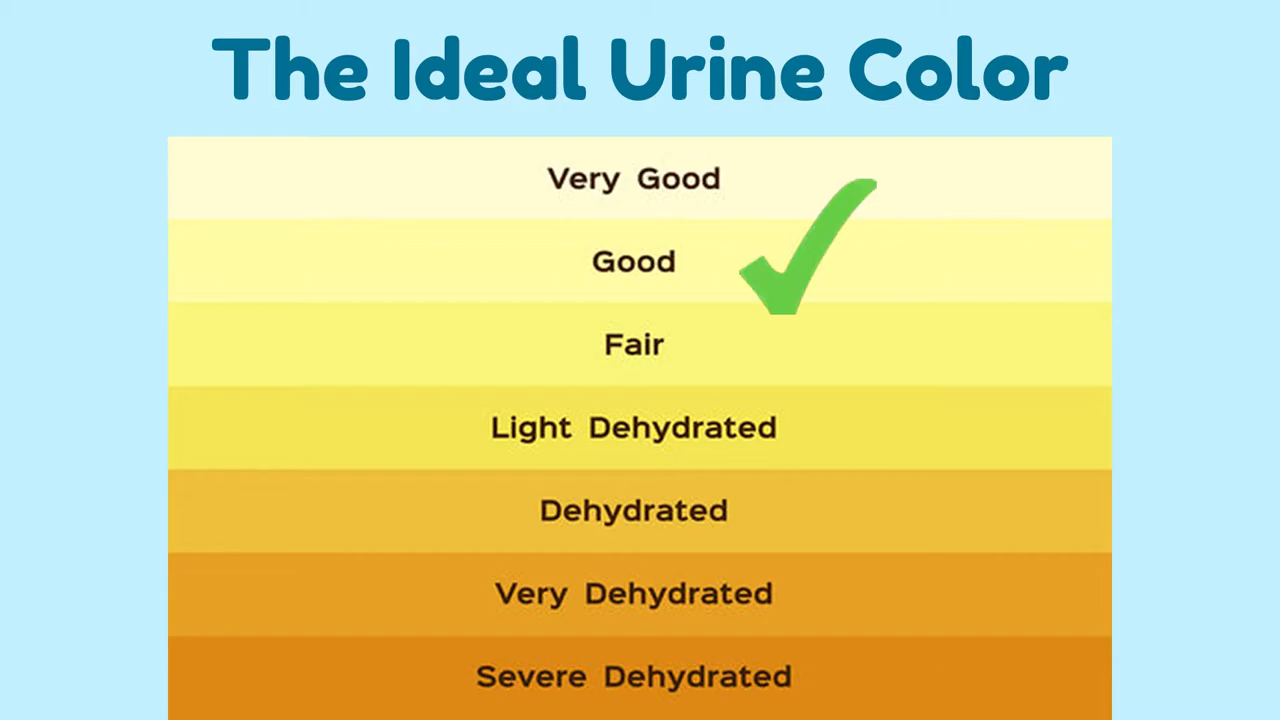 The Ideal Urine Color
Very Good
Good
Fair
Light Dehydrated
Dehydrated
Very Dehydrated
Severe Dehydrated